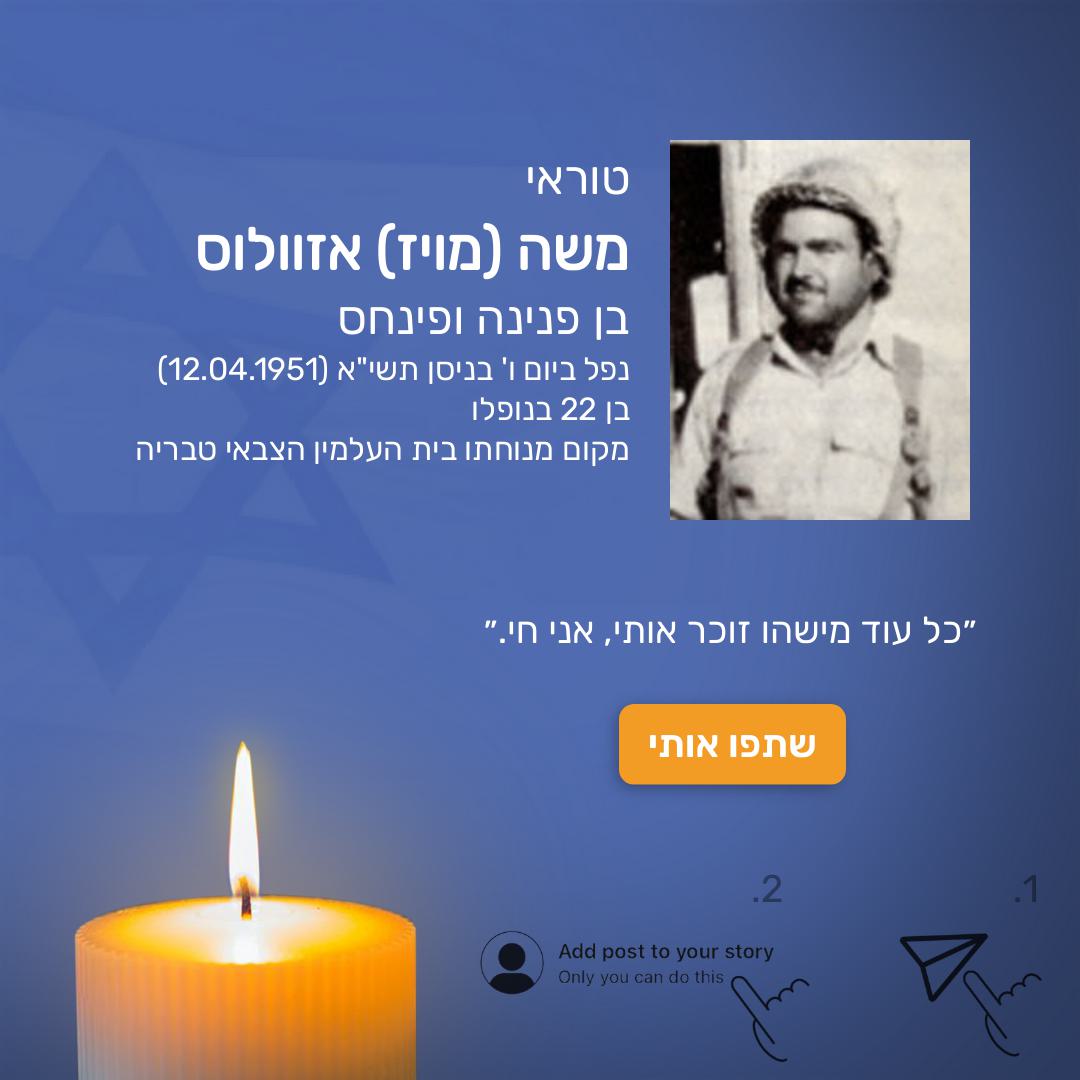 טוראי
משה (מויז) אזוולוס
בן פנינה ופינחס
נפל ביום ו' בניסן תשי"א (12.04.1951)
בן 22 בנופלו
מקום מנוחתו בית העלמין הצבאי טבריה
״כל עוד מישהו זוכר אותי, אני חי.״
שתפו אותי
1.
2.
Add post to your story
Only you can do this